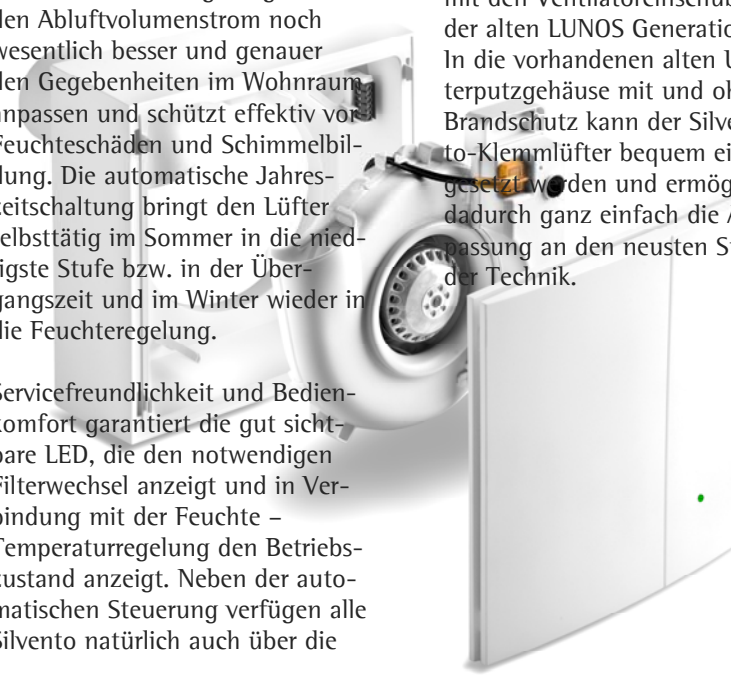 den Abluftvolumenstrom noch
wesentlich besser und genauer
den Gegebenheiten im Wohnraum
anpassen und schützt effektiv vor
Feuchteschäden und Schimmelbil-
dung. Die automatische Jahres-
zeitschaltung bringt den Lüfter
selbsttätig im Sommer in die nied-
rigste Stufe bzw. in der Über-
gangszeit und im Winter wieder in
die Feuchteregelung.
Servicefreundlichkeit und Bedien-
komfort garantiert die gut sicht-
bare LED, die den notwendigen
Filterwechsel anzeigt und in Ver-
bindung mit der Feuchte –
Temperaturregelung den Betriebs-
zustand anzeigt. Neben der auto-
matischen Steuerung verfügen alle
Silvento natürlich auch über die
mit den Ventilatoreinschüb
der alten LUNOS Generatio
In die vorhandenen alten U
terputzgehäuse mit und oh
Brandschutz kann der Silve
to-Klemmlüfter bequem ei
gesetzt werden und ermög
dadurch ganz einfach die A
passung an den neusten S
der Technik.